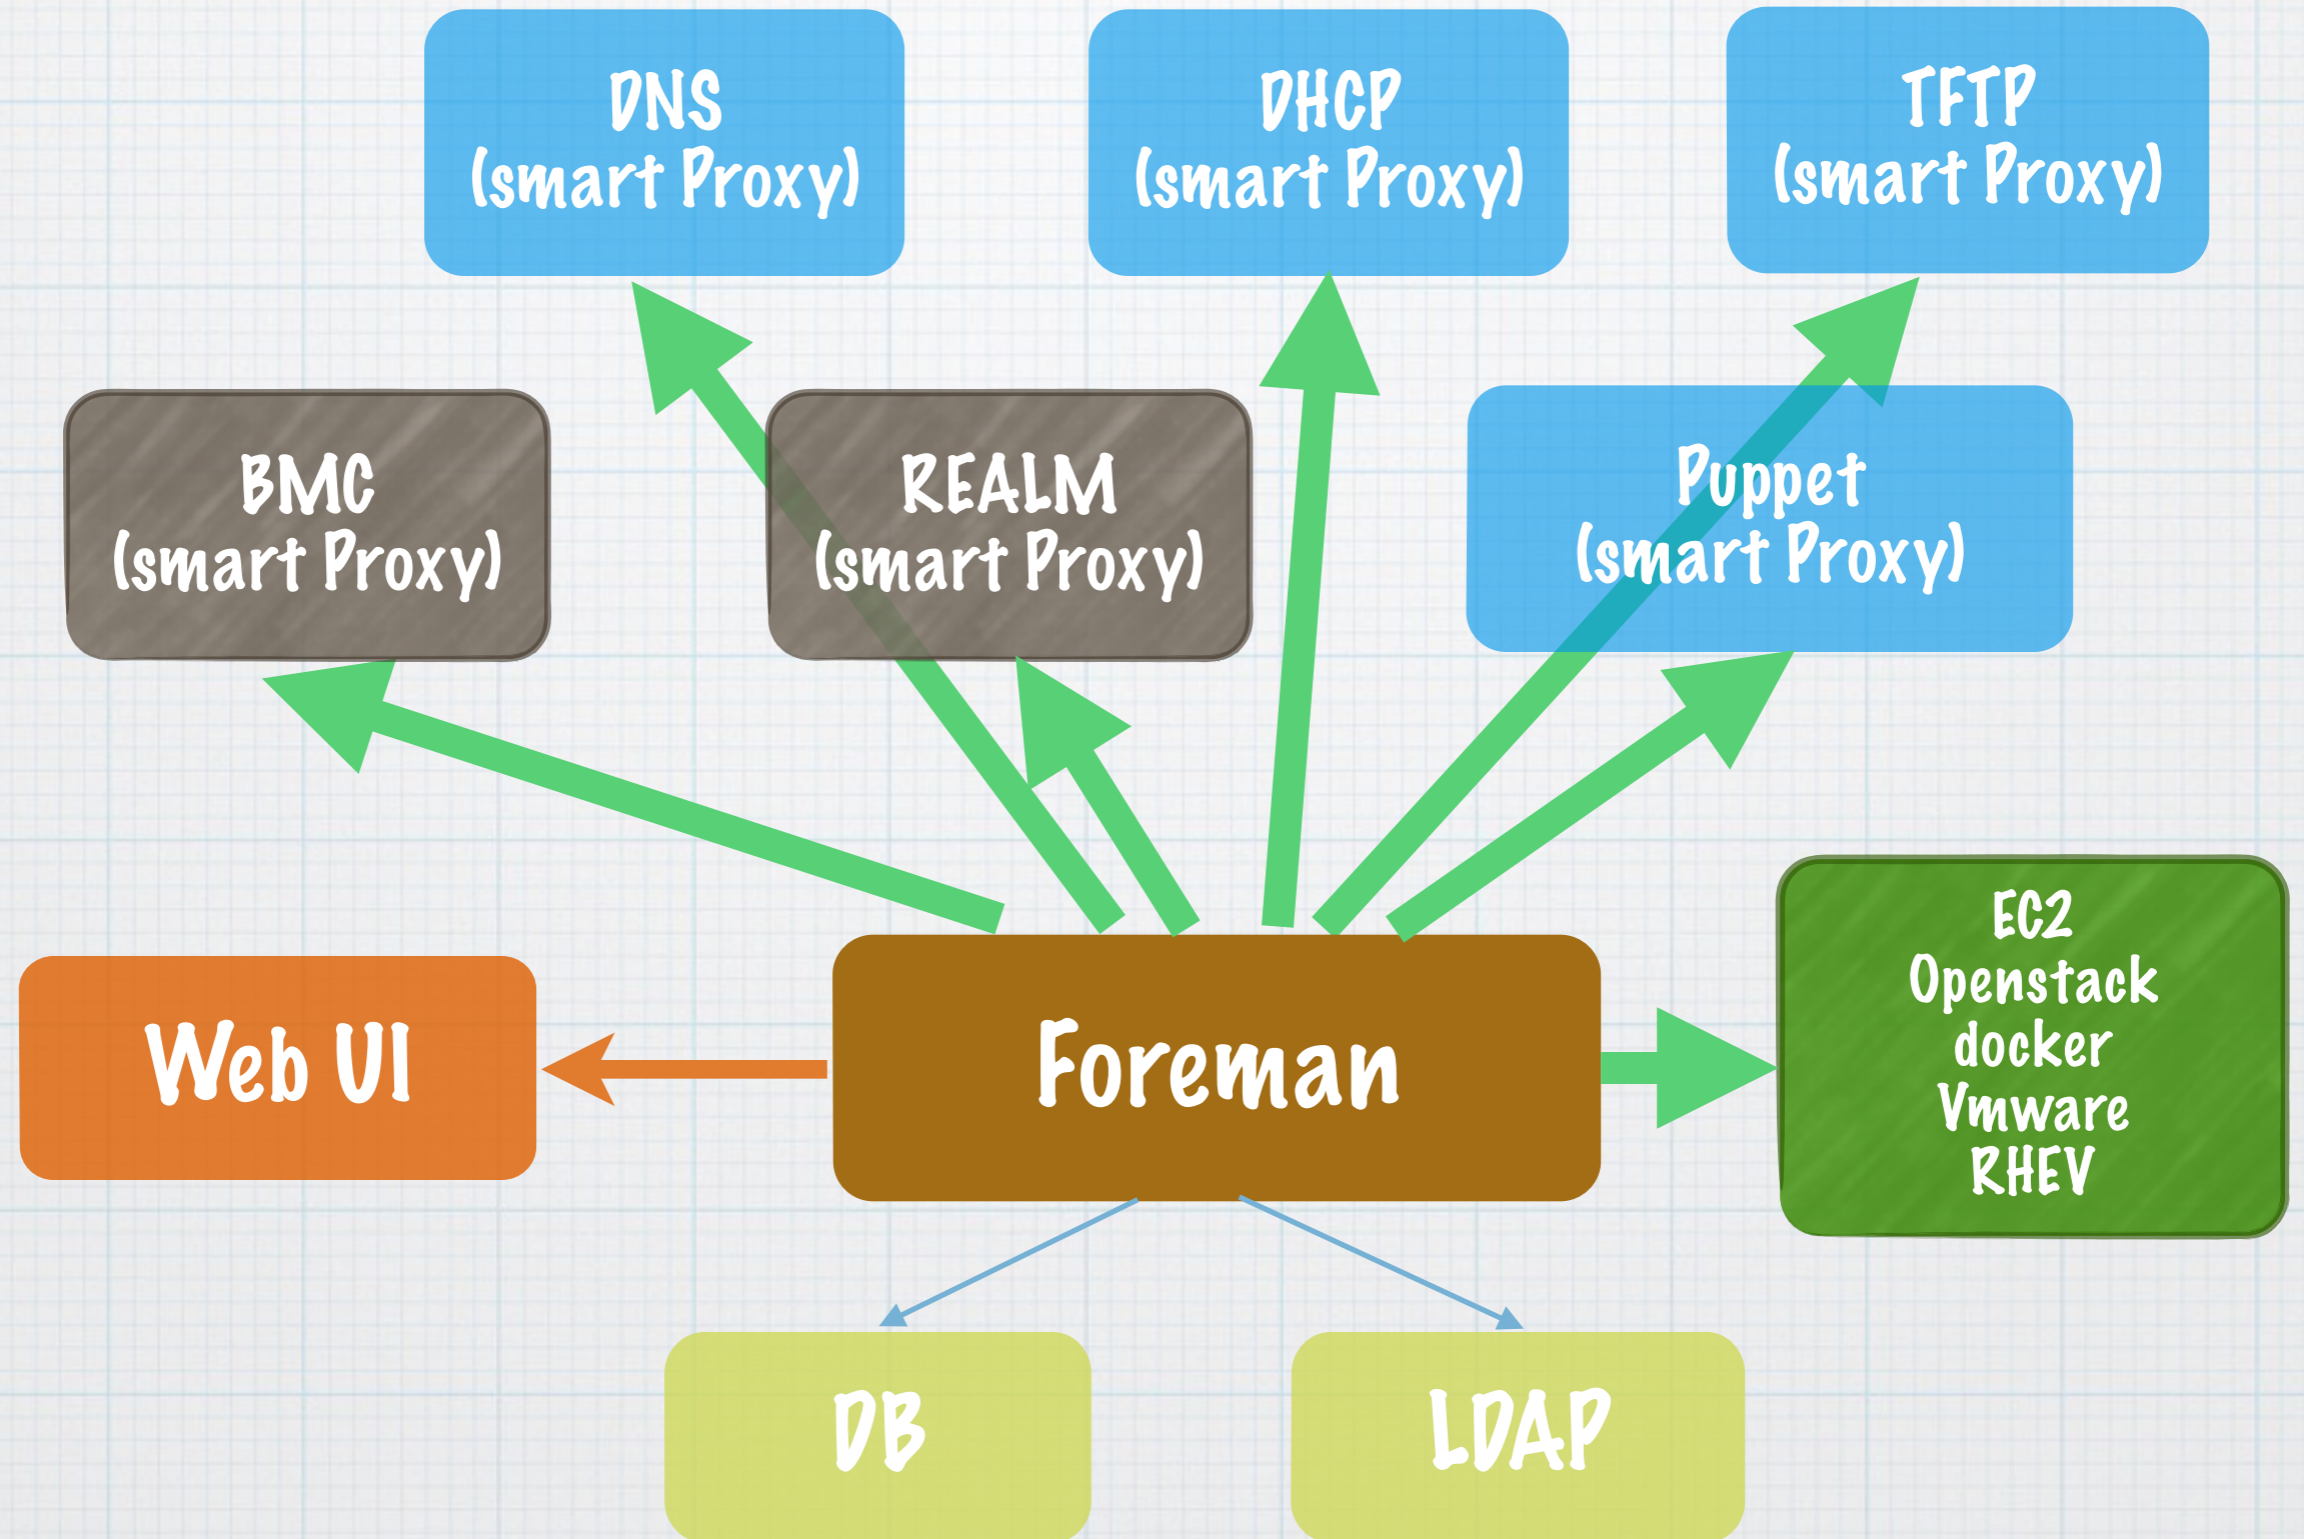 DNS
(smart Proxy)
DHCP
(smart Proxy)
TFTP
(smart Proxy)
BMC
(smart Proxy)
REALM
(smart Proxy)
Puppet
(smart Proxy)
Web UI
Foreman
EC2
Openstack
docker
Vmware
RHEV
DB
LDAP